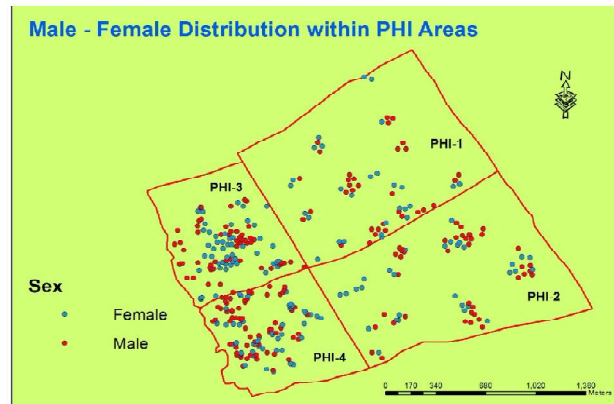 Male - Female Distribution within PHI Areas
N
PHI-1
PHI-3
Sex
PHI-2
Female
Male
PHI-4
0 170 340 680 1,020 1,360
Meters